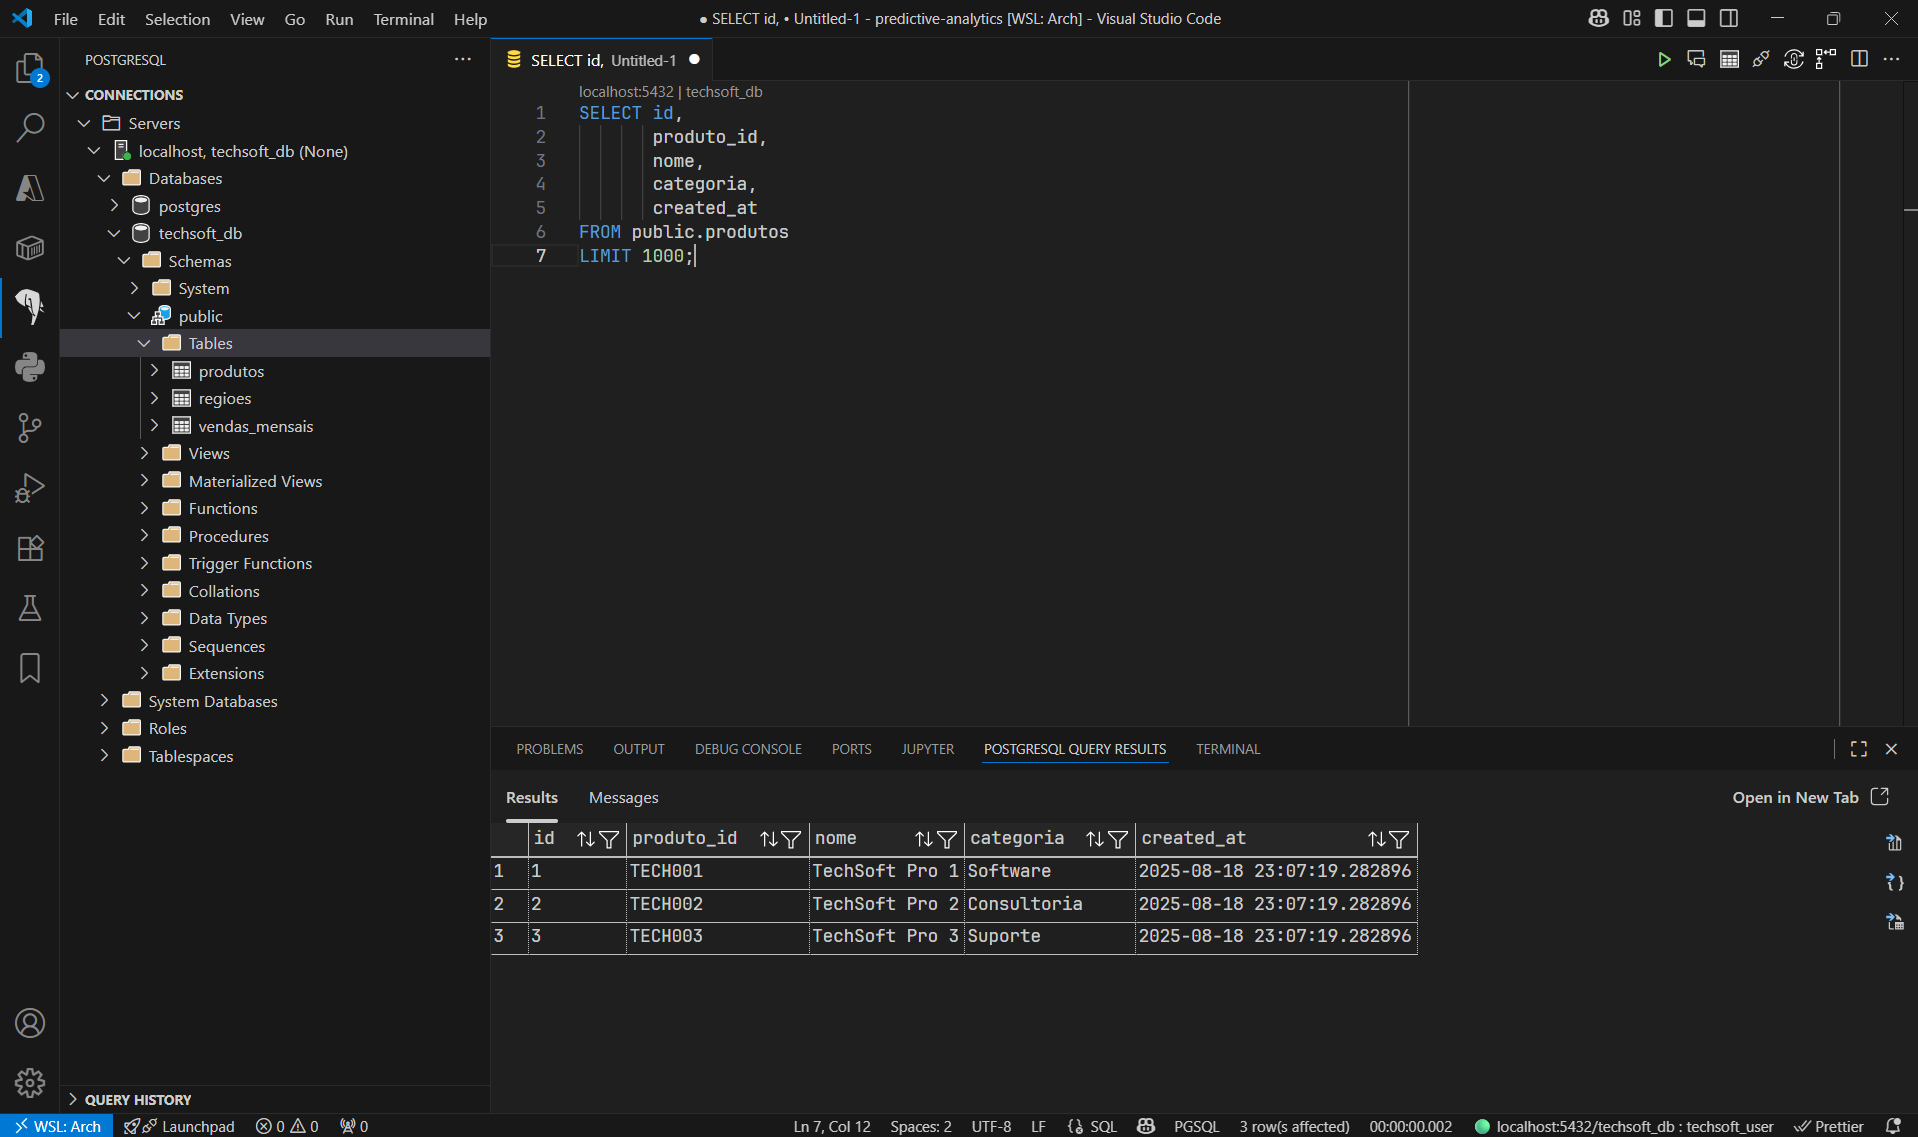 File Edit Selection View Go Run Terminal Help
● SELECT id, • Untitled-1 - predictive-analytics [WSL: Arch] - Visual Studio Code
2
POSTGRESQL
CONNECTIONS
Servers
localhost, techsoft_db (None)
Databases
postgres
techsoft_db
Schemas
System
public
Tables
produtos
regioes
vendas_mensais
Views
Materialized Views
Functions
Procedures
Trigger Functions
Collations
Data Types
Sequences
Extensions
System Databases
Roles
Tablespaces
QUERY HISTORY
SELECT id, Untitled-1
localhost:5432 | techsoft_db
1 SELECT id,
2 produto_id,
3 nome,
4 categoria,
5 created_at
6 FROM public.produtos
7 LIMIT 1000;
PROBLEMS OUTPUT DEBUG CONSOLE PORTS JUPYTER POSTGRESQL QUERY RESULTS TERMINAL
Results Messages
Open in New Tab
id produto_id nome categoria created_at
1 1 TECH001 TechSoft Pro 1 Software 2025-08-18 23:07:19.282896
2 2 TECH002 TechSoft Pro 2 Consultoria 2025-08-18 23:07:19.282896
3 3 TECH003 TechSoft Pro 3 Suporte 2025-08-18 23:07:19.282896
WSL: Arch Launchpad 0 0 0 Ln 7, Col 12 Spaces: 2 UTF-8 LF SQL PGSQL 3 row(s affected) 00:00:00.002 localhost:5432/techsoft_db : techsoft_user Prettier